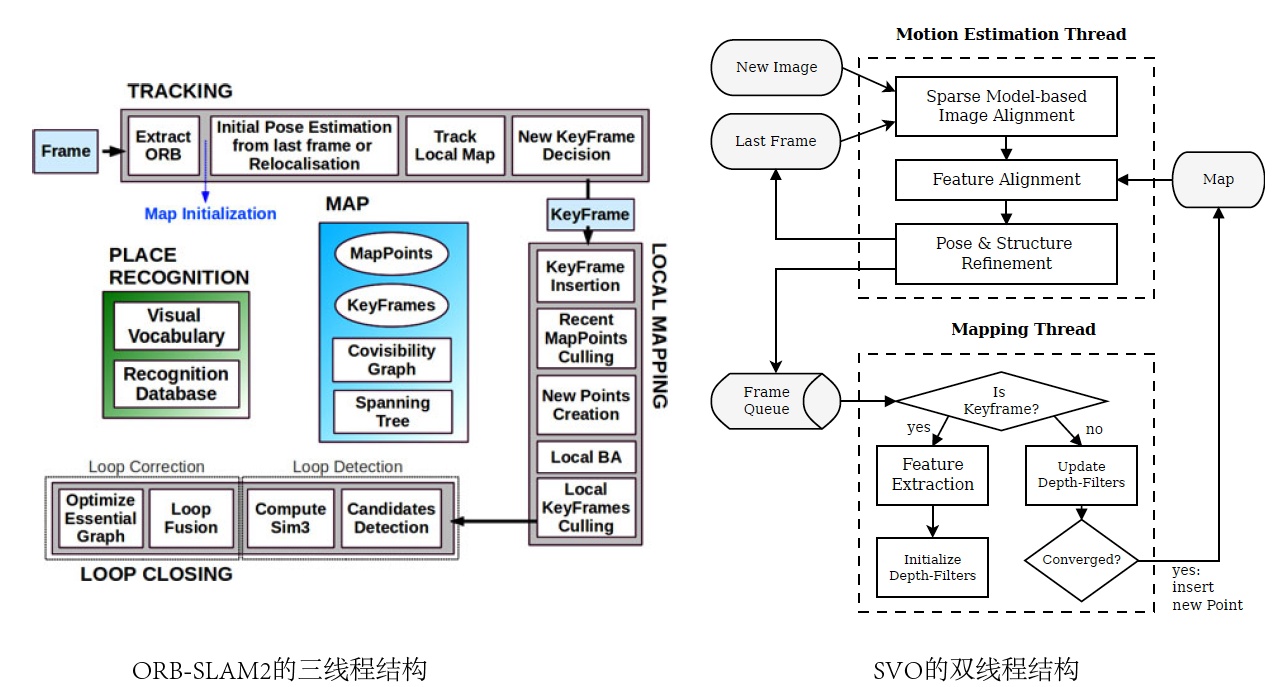 TRACKING
Frame
Extract
ORB
Initial Pose Estimation
from last frame or
Relocalisation
Track
Local Map
New KeyFrame
Decision
Map Initialization
MAP
KeyFrame
PLACE
RECOGNITION
Visual
Vocabulary
Recognition
Database
MapPoints
KeyFrames
Covisibility
Graph
Spanning
Tree
LOCAL MAPPING
KeyFrame
Insertion
Recent
MapPoints
Culling
New Points
Creation
Local BA
Local
KeyFrames
Culling
Loop Correction
Loop Detection
Optimize
Essential
Graph
Loop
Fusion
Compute
Sim3
Candidates
Detection
LOOP CLOSING
ORB-SLAM2的三线程结构
Motion Estimation Thread
New Image
Last Frame
Sparse Model-based
Image Alignment
Feature Alignment
Map
Pose & Structure
Refinement
Mapping Thread
Frame
Queue
Is
Keyframe?
yes
no
Feature
Extraction
Update
Depth-Filters
Initialize
Depth-Filters
Converged?
yes:
insert
new Point
SVO的双线程结构